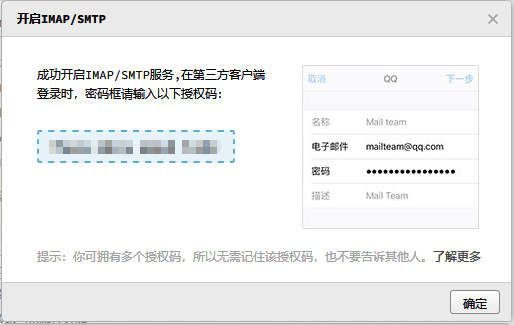 开启IMAP/SMTP
成功开启IMAP/SMTP服务,在第三方客户端
登录时，密码框请输入以下授权码：
取消 QQ 下一步
名称 Mail team
电子邮件 mailteam@qq.com
密码 ●●●●●●●●●●●●●●●●
描述 Mail Team
提示：你可拥有多个授权码，所以无需记住该授权码，也不要告诉其他人。了解更多
确定